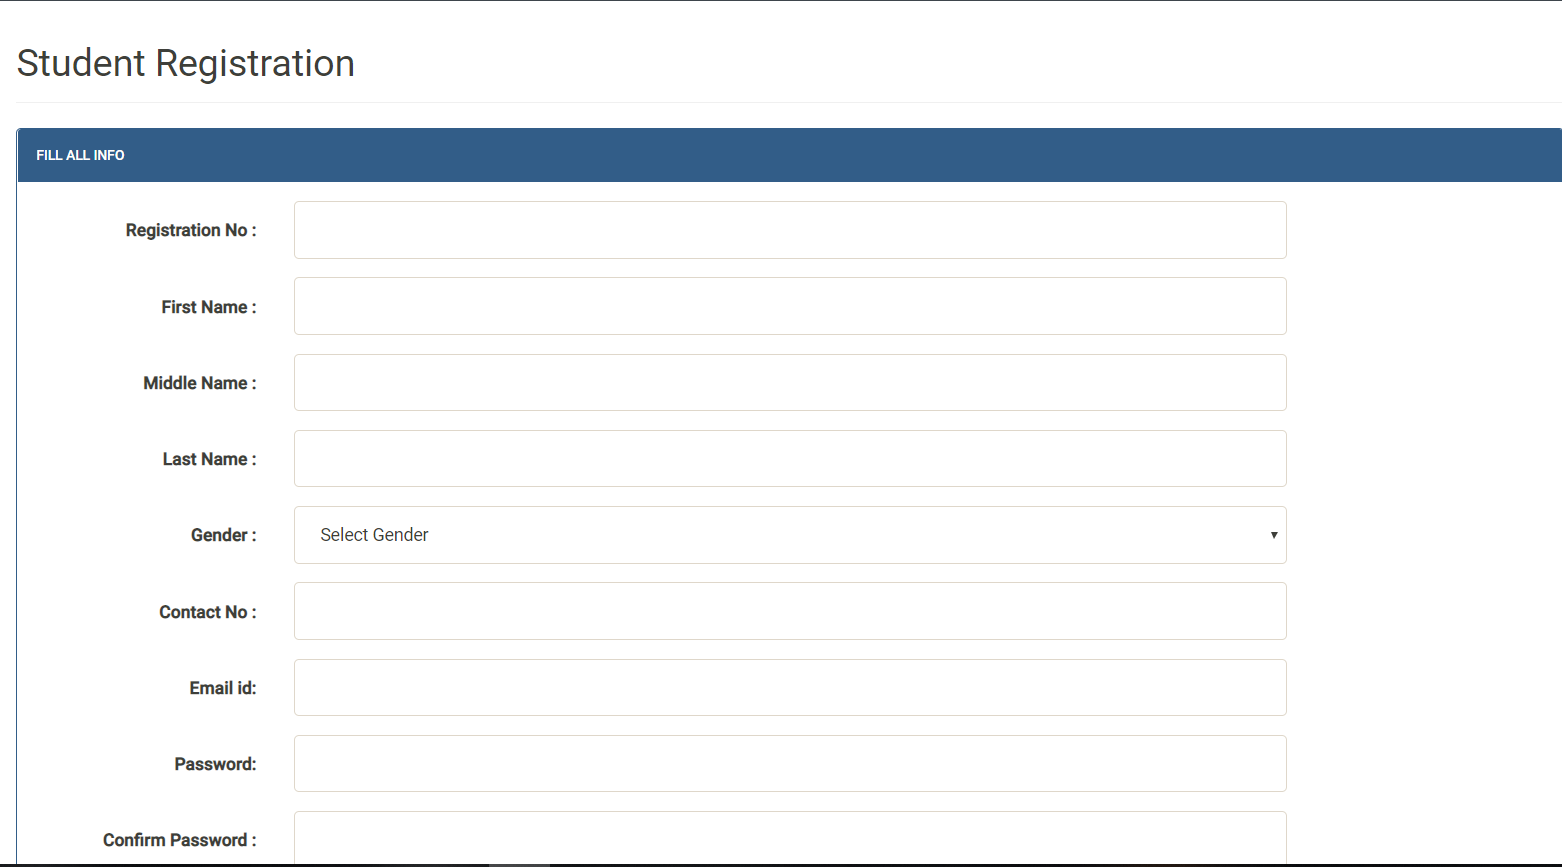 Student Registration
FILL ALL INFO
Registration No :
First Name :
Middle Name :
Last Name :
Gender : Select Gender
Contact No :
Email id:
Password:
Confirm Password :